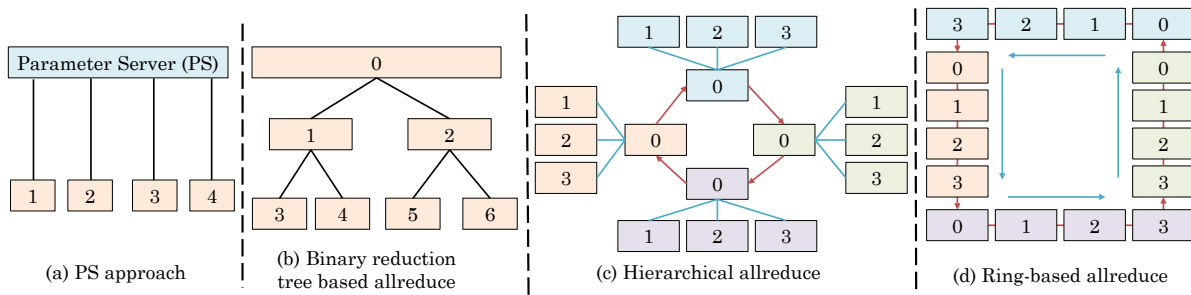 Parameter Server (PS)
1 2 3 4
(a) PS approach
0
1 2
3 4 5 6
(b) Binary reduction
tree based allreduce
1 2 3
0
1 1
2 0 0 2
3 3
0
1 2 3
(c) Hierarchical allreduce
3 2 1 0
0 0
1 1
2 2
3 3
0 1 2 3
(d) Ring-based allreduce